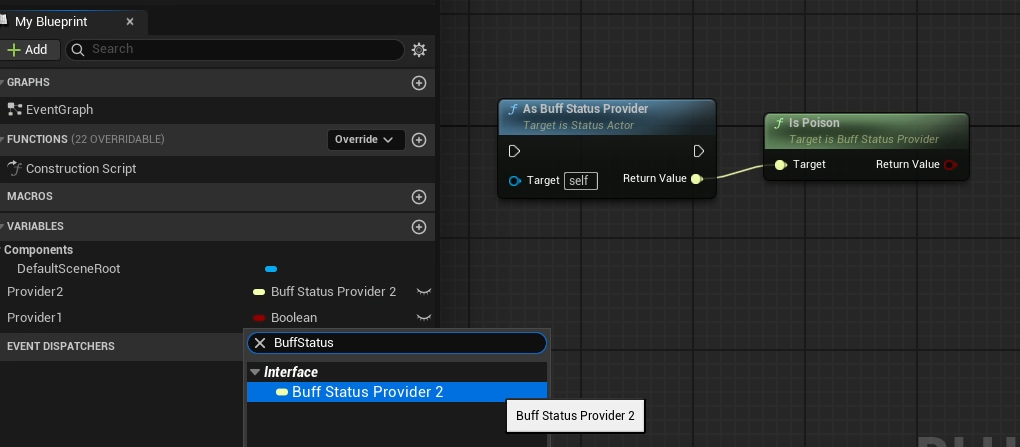 My Blueprint
Add
Search
GRAPHS
EventGraph
FUNCTIONS (22 OVERRIDABLE)
Override
Construction Script
MACROS
VARIABLES
Components
DefaultSceneRoot
Provider2
Buff Status Provider 2
Provider1
Boolean
EVENT DISPATCHERS
BuffStatus
Interface
Buff Status Provider 2
Buff Status Provider 2
f As Buff Status Provider
Target is Status Actor
Target self
Return Value
f Is Poison
Target is Buff Status Provider
Target
Return Value